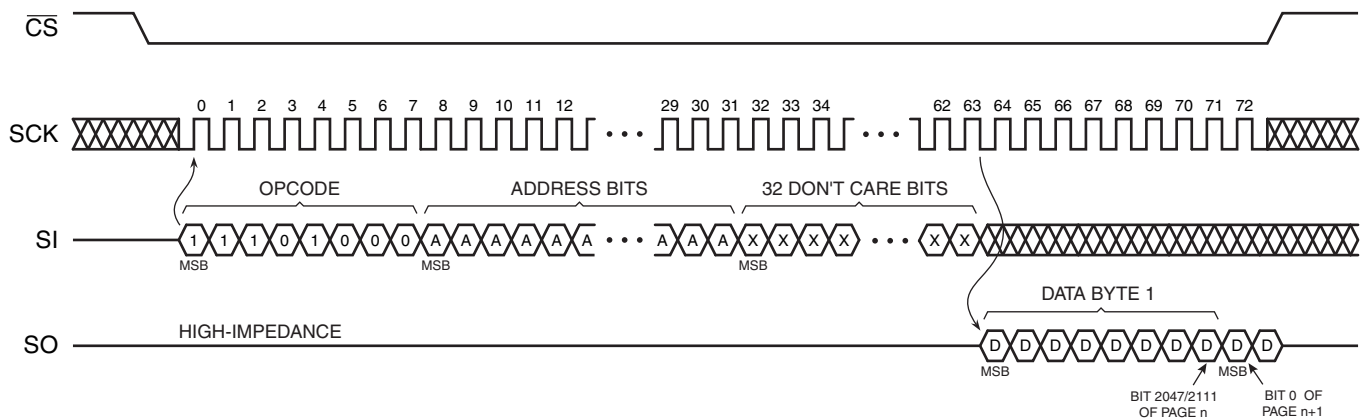 CS
0 1 2 3 4 5 6 7 8 9 10 11 12 29 30 31 32 33 34 62 63 64 65 66 67 68 69 70 71 72
SCK • • • • • •
OPCODE ADDRESS BITS 32 DON'T CARE BITS
SI 1 1 1 0 1 0 0 0 A A A A A A • • • A A A X X X X • • • X X
MSB MSB MSB
DATA BYTE 1
HIGH-IMPEDANCE
SO D D D D D D D D D D
MSB MSB
BIT 2047/2111
OF PAGE n
BIT 0 OF
PAGE n+1